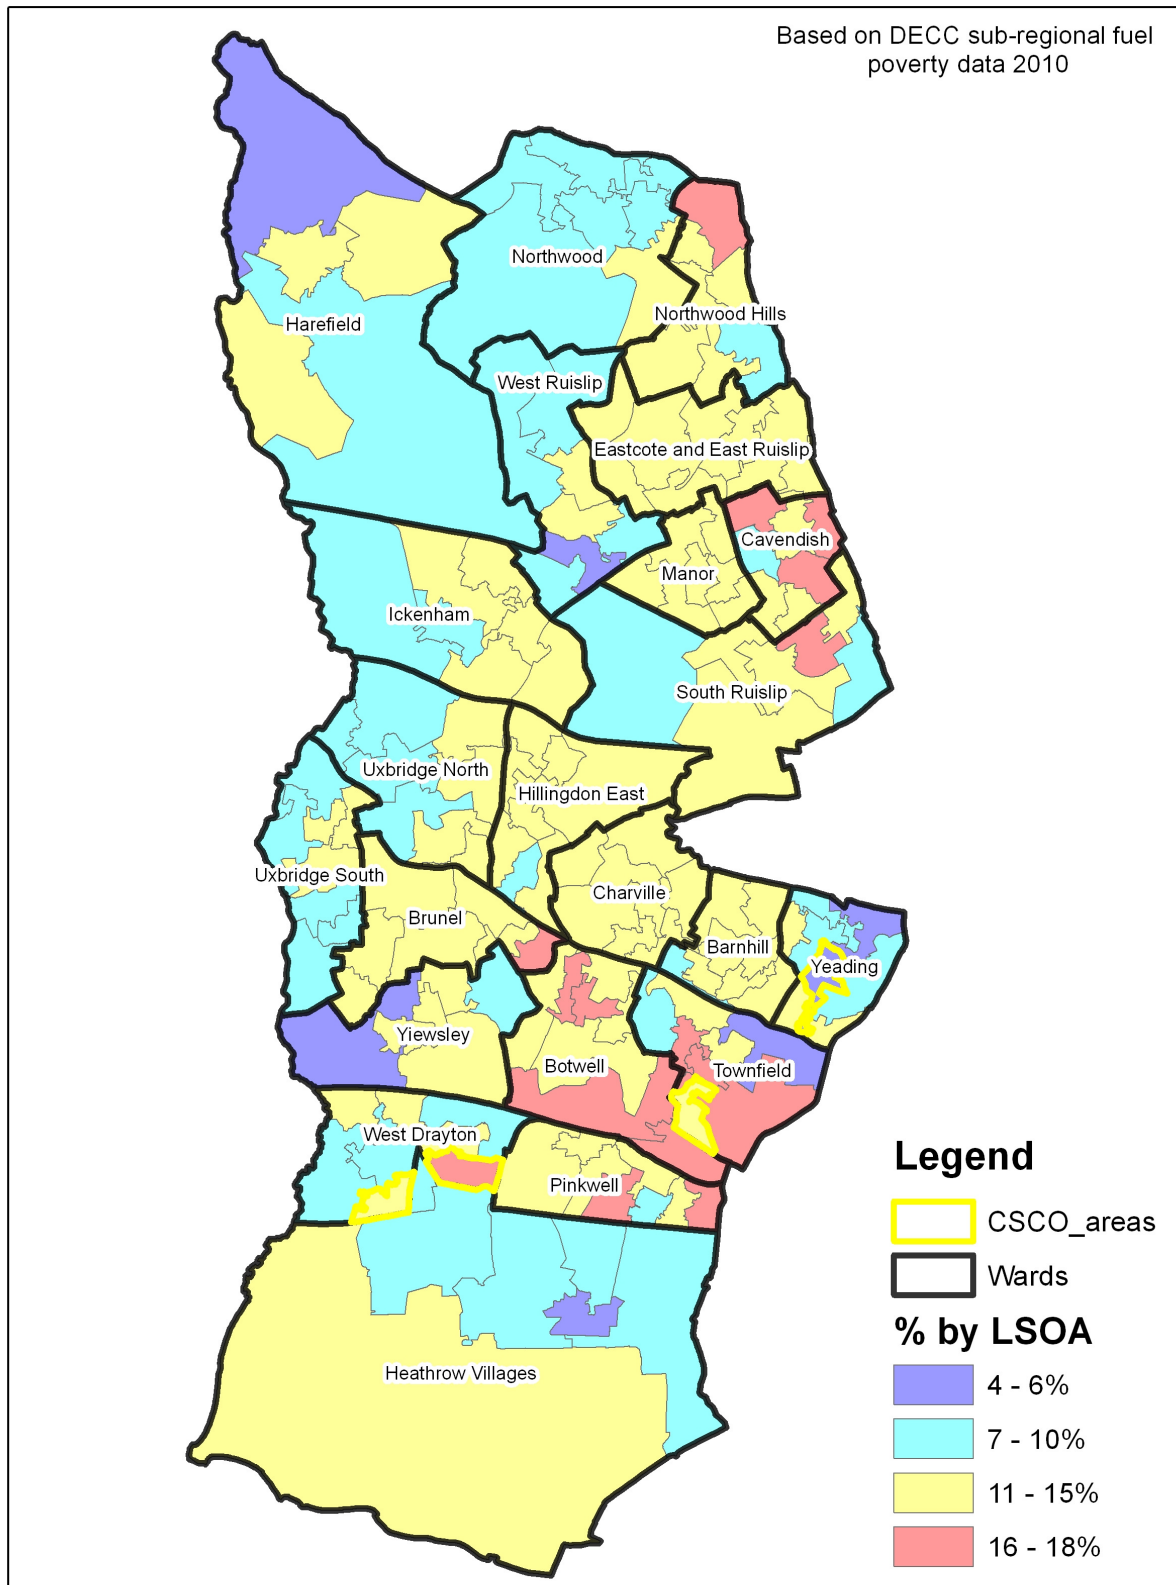 Based on DECC sub-regional fuel
poverty data 2010
Northwood
Northwood Hills
Harefield
West Ruislip
Eastcote and East Ruislip
Cavendish
Manor
Ickenham
South Ruislip
Uxbridge North
Hillingdon East
Uxbridge South
Charville
Brunel
Barnhill
Yeading
Yiewsley
Botwell
Townfield
West Drayton
Pinkwell
Heathrow Villages
Legend
CSCO_areas
Wards
% by LSOA
4 - 6%
7 - 10%
11 - 15%
16 - 18%